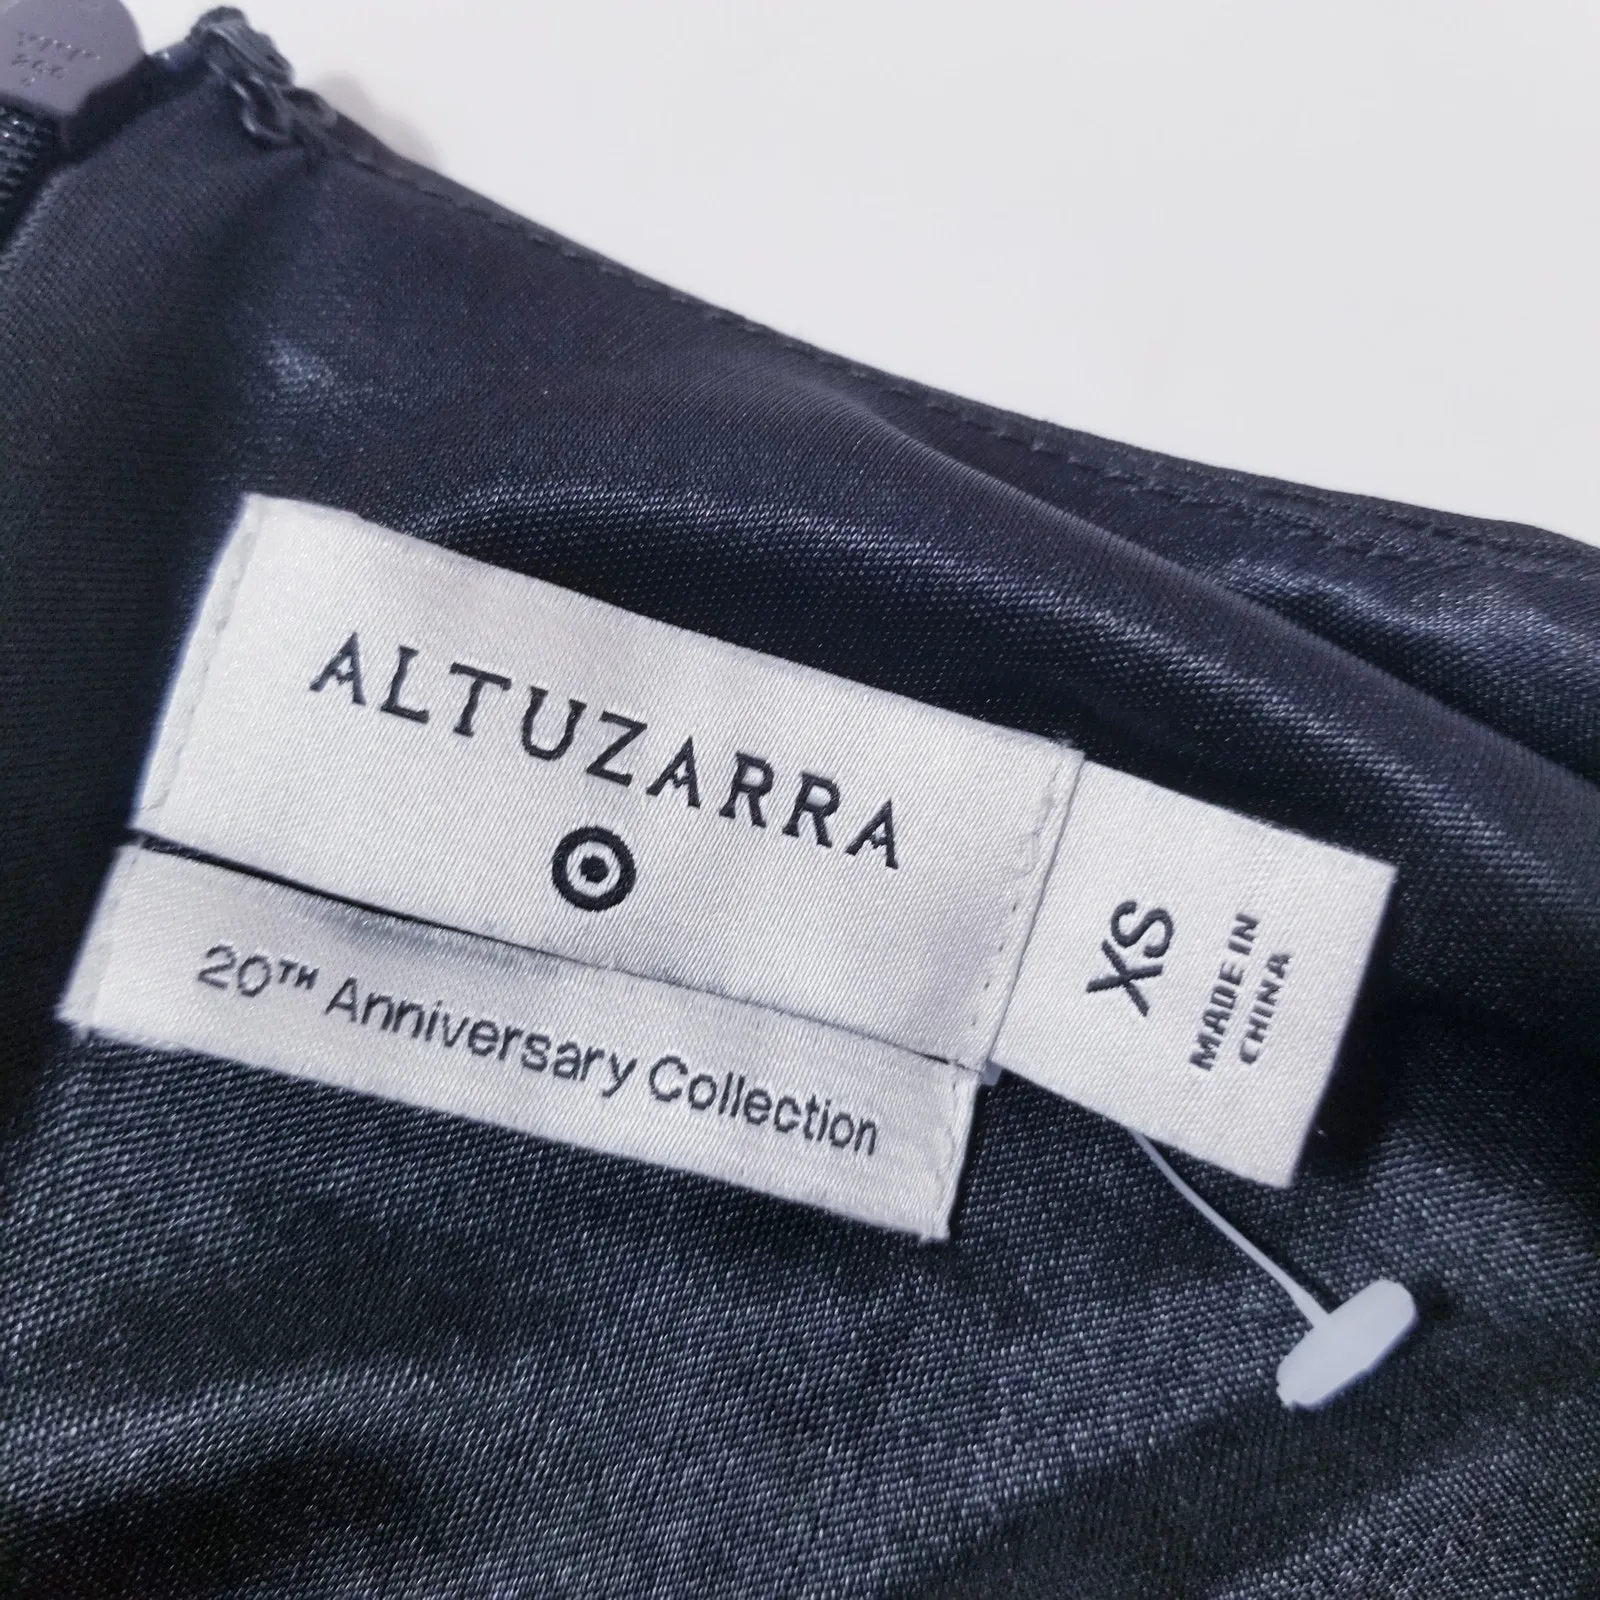 ALTUZARRA
20TH Anniversary Collection
XS
MADE IN
CHINA